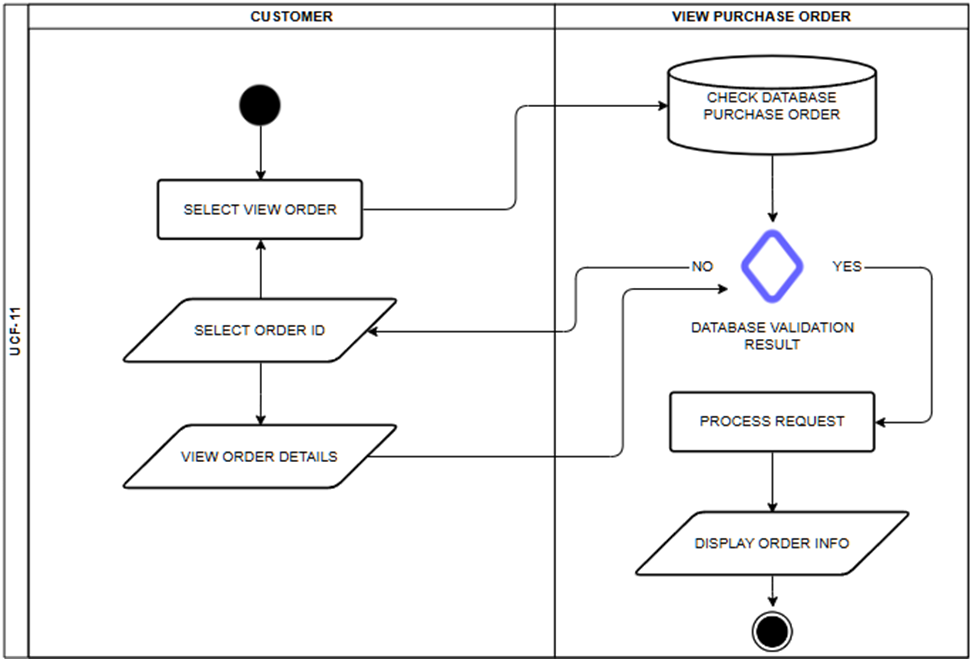 CUSTOMER
VIEW PURCHASE ORDER
UCF-11
CHECK DATABASE
PURCHASE ORDER
SELECT VIEW ORDER
NO
YES
SELECT ORDER ID
DATABASE VALIDATION
RESULT
PROCESS REQUEST
VIEW ORDER DETAILS
DISPLAY ORDER INFO